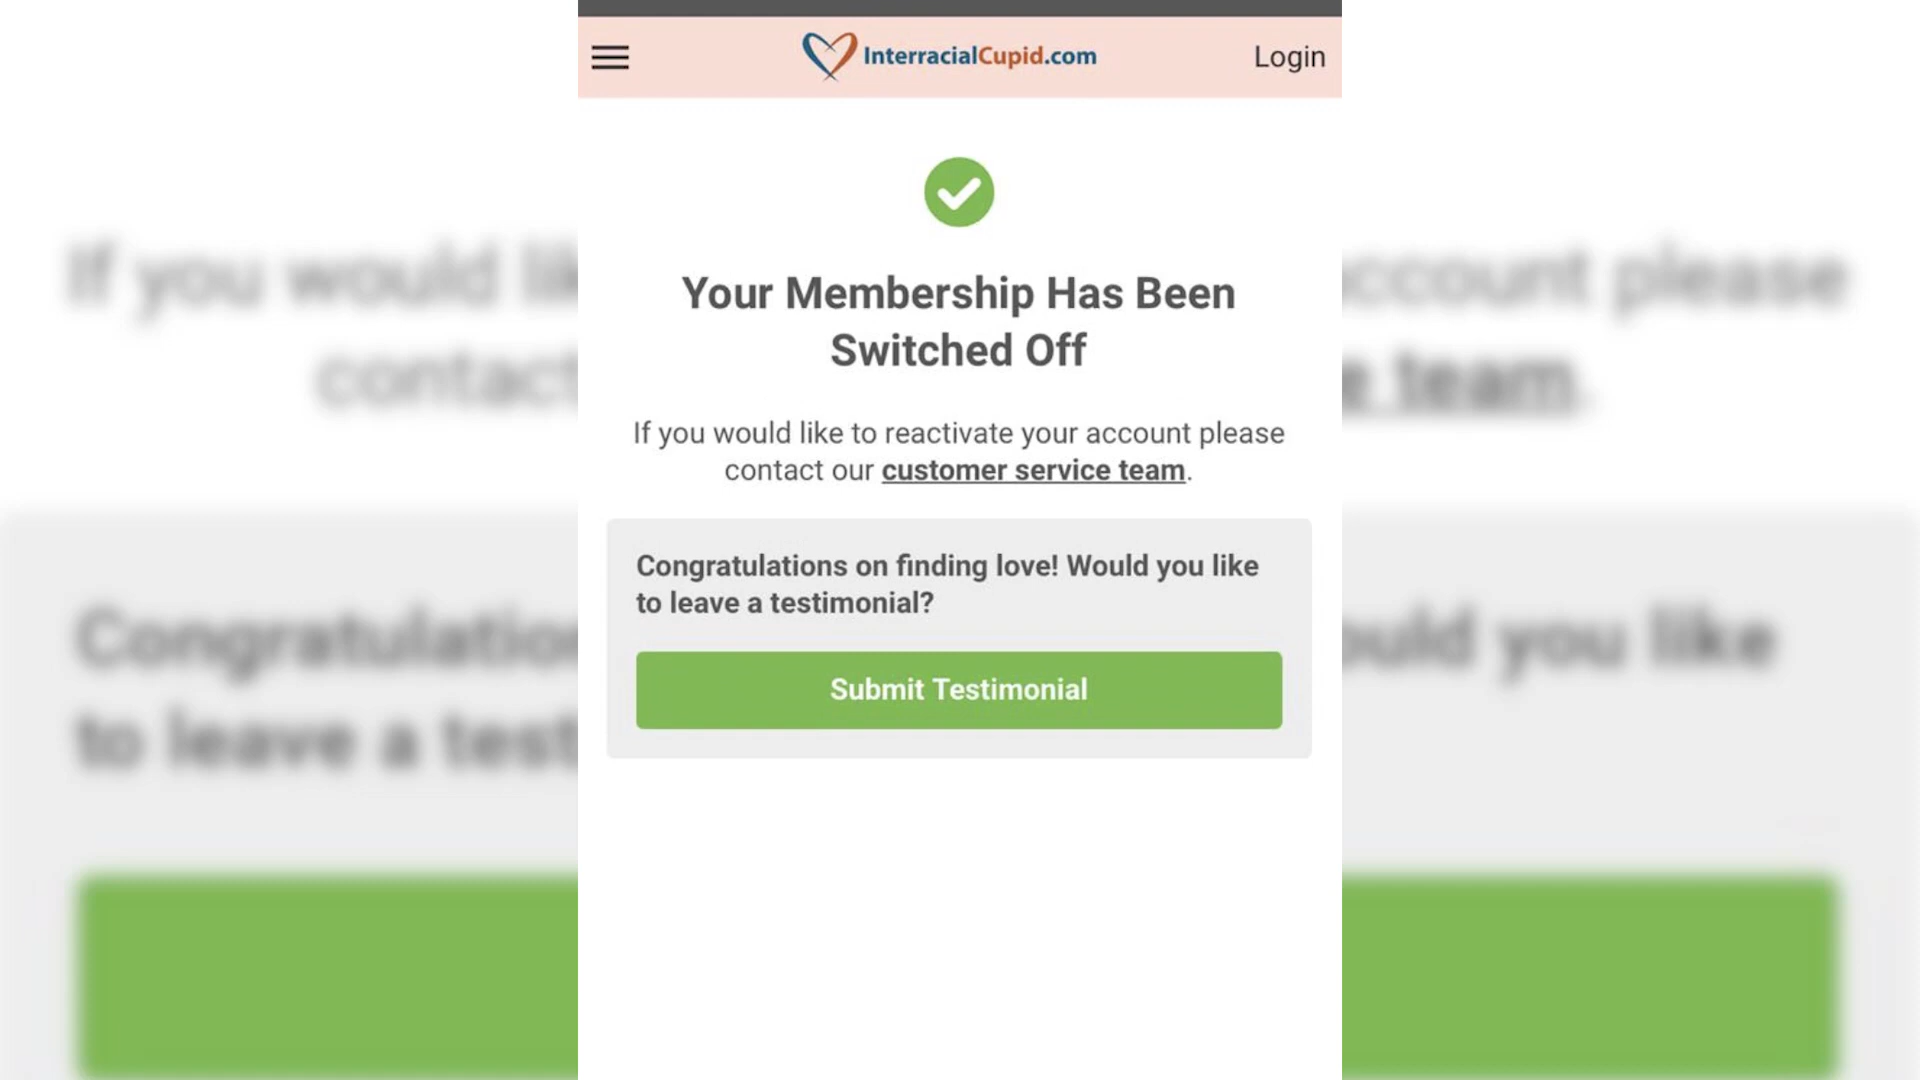 InterracialCupid.com
Login
Your Membership Has Been
Switched Off
If you would like to reactivate your account please
contact our customer service team.
Congratulations on finding love! Would you like
to leave a testimonial?
Submit Testimonial